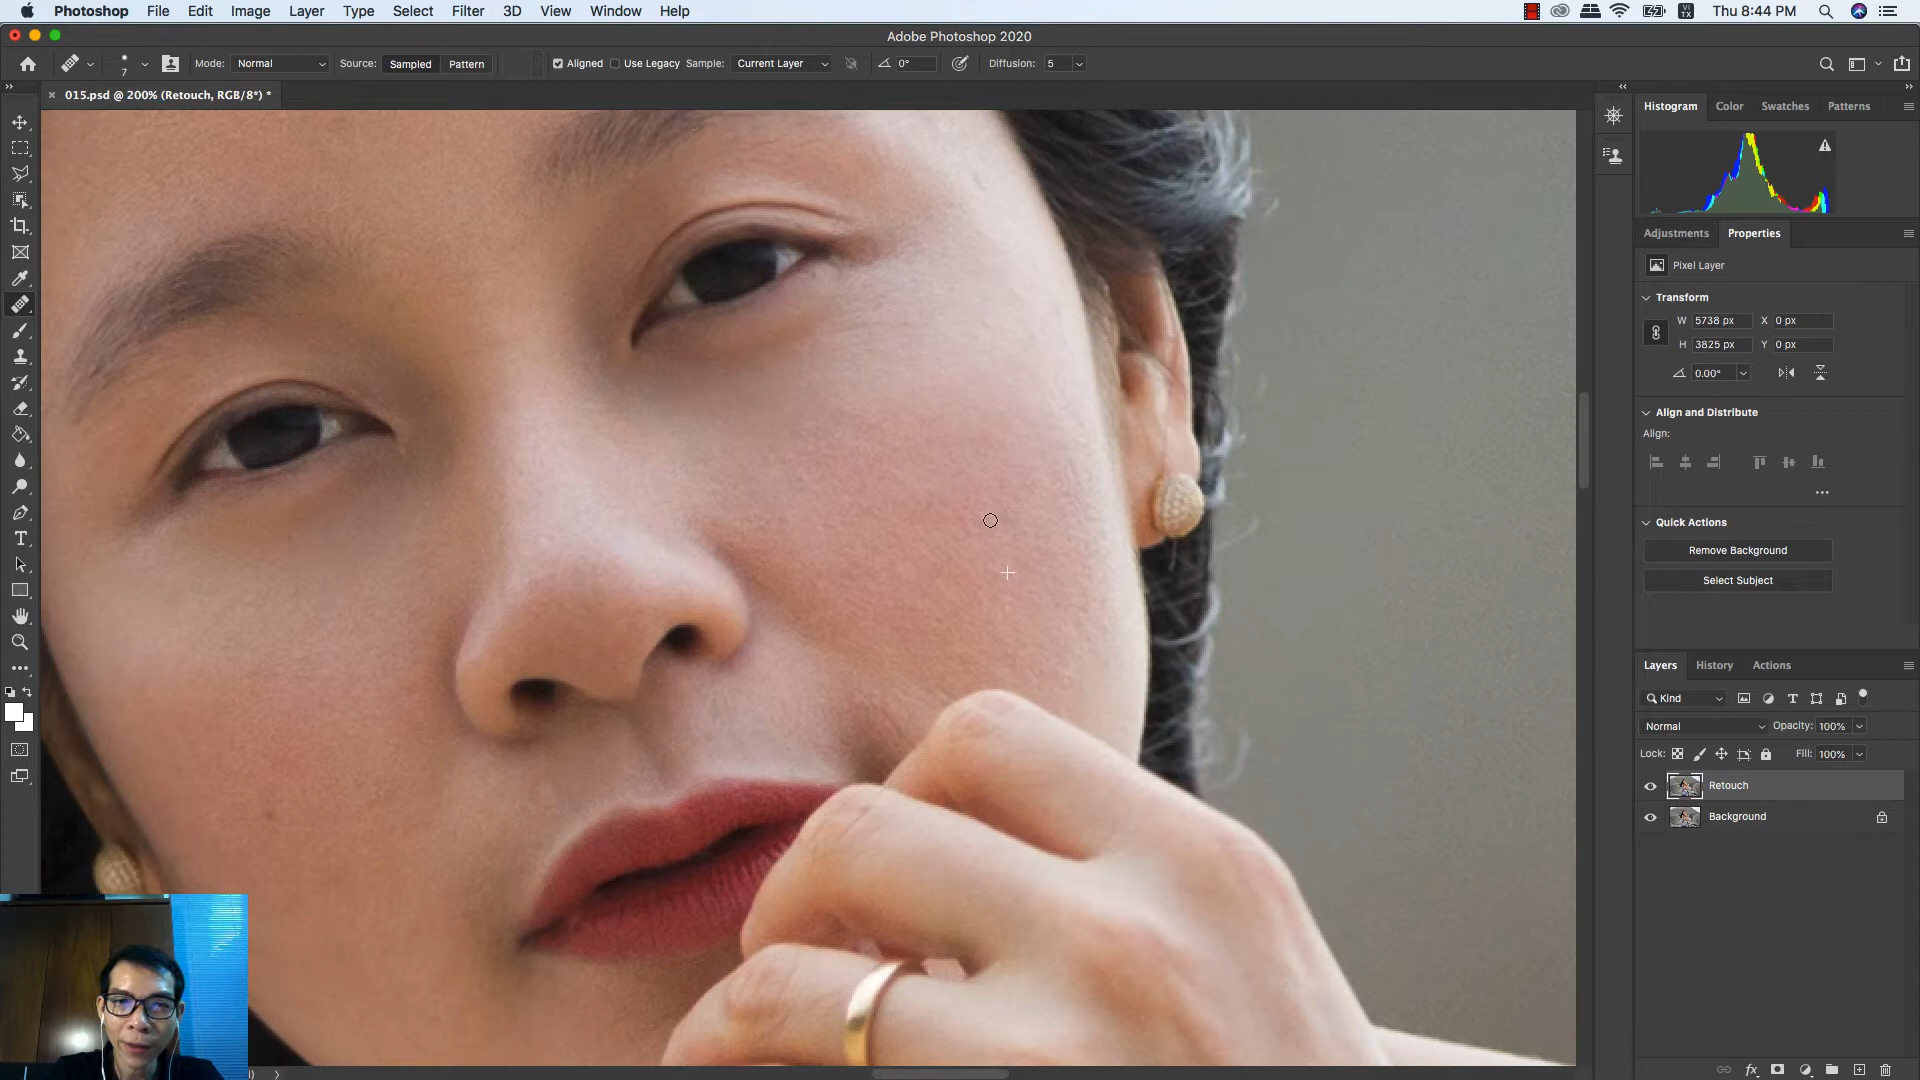 Photoshop File Edit Image Layer Type Select Filter 3D View Window Help VI TX Thu 8:44 PM
Adobe Photoshop 2020
7 Mode: Normal Source: Sampled Pattern Aligned Use Legacy Sample: Current Layer 0° Diffusion: 5
015.psd @ 200% (Retouch, RGB/8*) *
Histogram Color Swatches Patterns
Adjustments Properties
Pixel Layer
Transform
W 5738 px X 0 px
H 3825 px Y 0 px
0.00°
Align and Distribute
Align:
Quick Actions
Remove Background
Select Subject
Layers History Actions
Kind
Normal Opacity: 100%
Lock: Fill: 100%
Retouch
Background
fx